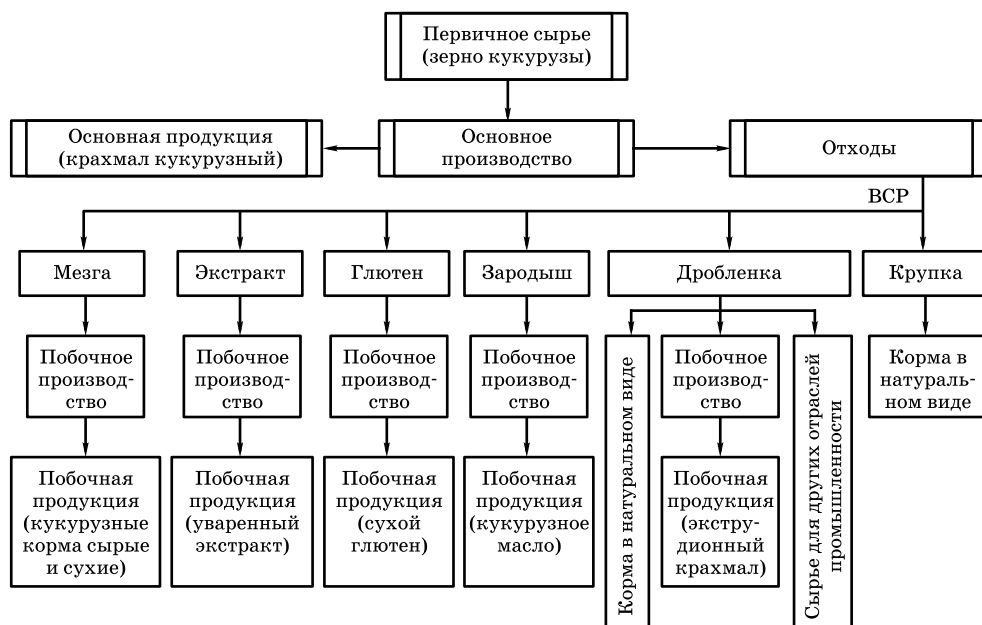 Первичное сырье
(зерно кукурузы)
Основная продукция
(крахмал кукурузный)
Основное
производство
Отходы
ВСР
Мезга
Экстракт
Глютен
Зародыш
Дробленка
Крупка
Побочное
производ-
ство
Побочное
производ-
ство
Побочное
производ-
ство
Побочное
производ-
ство
Корма в натуральном виде
Побочное
производ-
ство
Сырье для других отраслей
промышленности
Корма в
натураль-
ном виде
Побочная
продукция
(кукурузные
корма сырые
и сухие)
Побочная
продукция
(уваренный
экстракт)
Побочная
продукция
(сухой
глютен)
Побочная
продукция
(кукурузное
масло)
Побочная
продукция
(экстру-
дионный
крахмал)